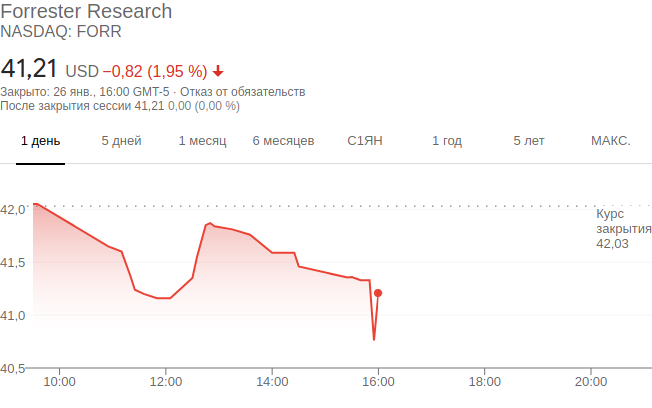 Forrester Research
NASDAQ: FORR
41,21 USD −0,82 (1,95 %)
Закрыто: 26 янв., 16:00 GMT-5 · Отказ от обязательств
После закрытия сессии 41,21 0,00 (0,00 %)
1 день 5 дней 1 месяц 6 месяцев С1ЯН 1 год 5 лет МАКС.
42,0
Курс
закрытия
42,03
41,5
41,0
40,5
10:00 12:00 14:00 16:00 18:00 20:00